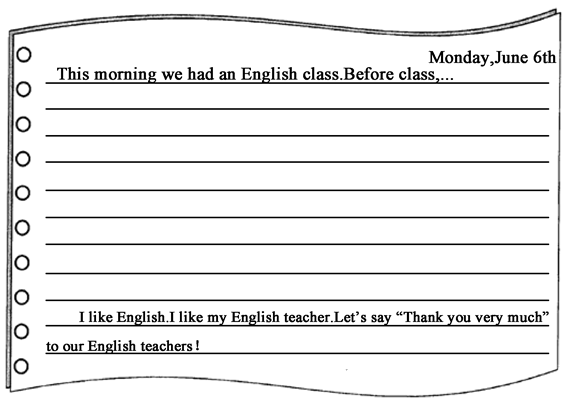 Monday,June 6th
This morning we had an English class.Before class,...
I like English.I like my English teacher.Let's say “Thank you very much”
to our English teachers!